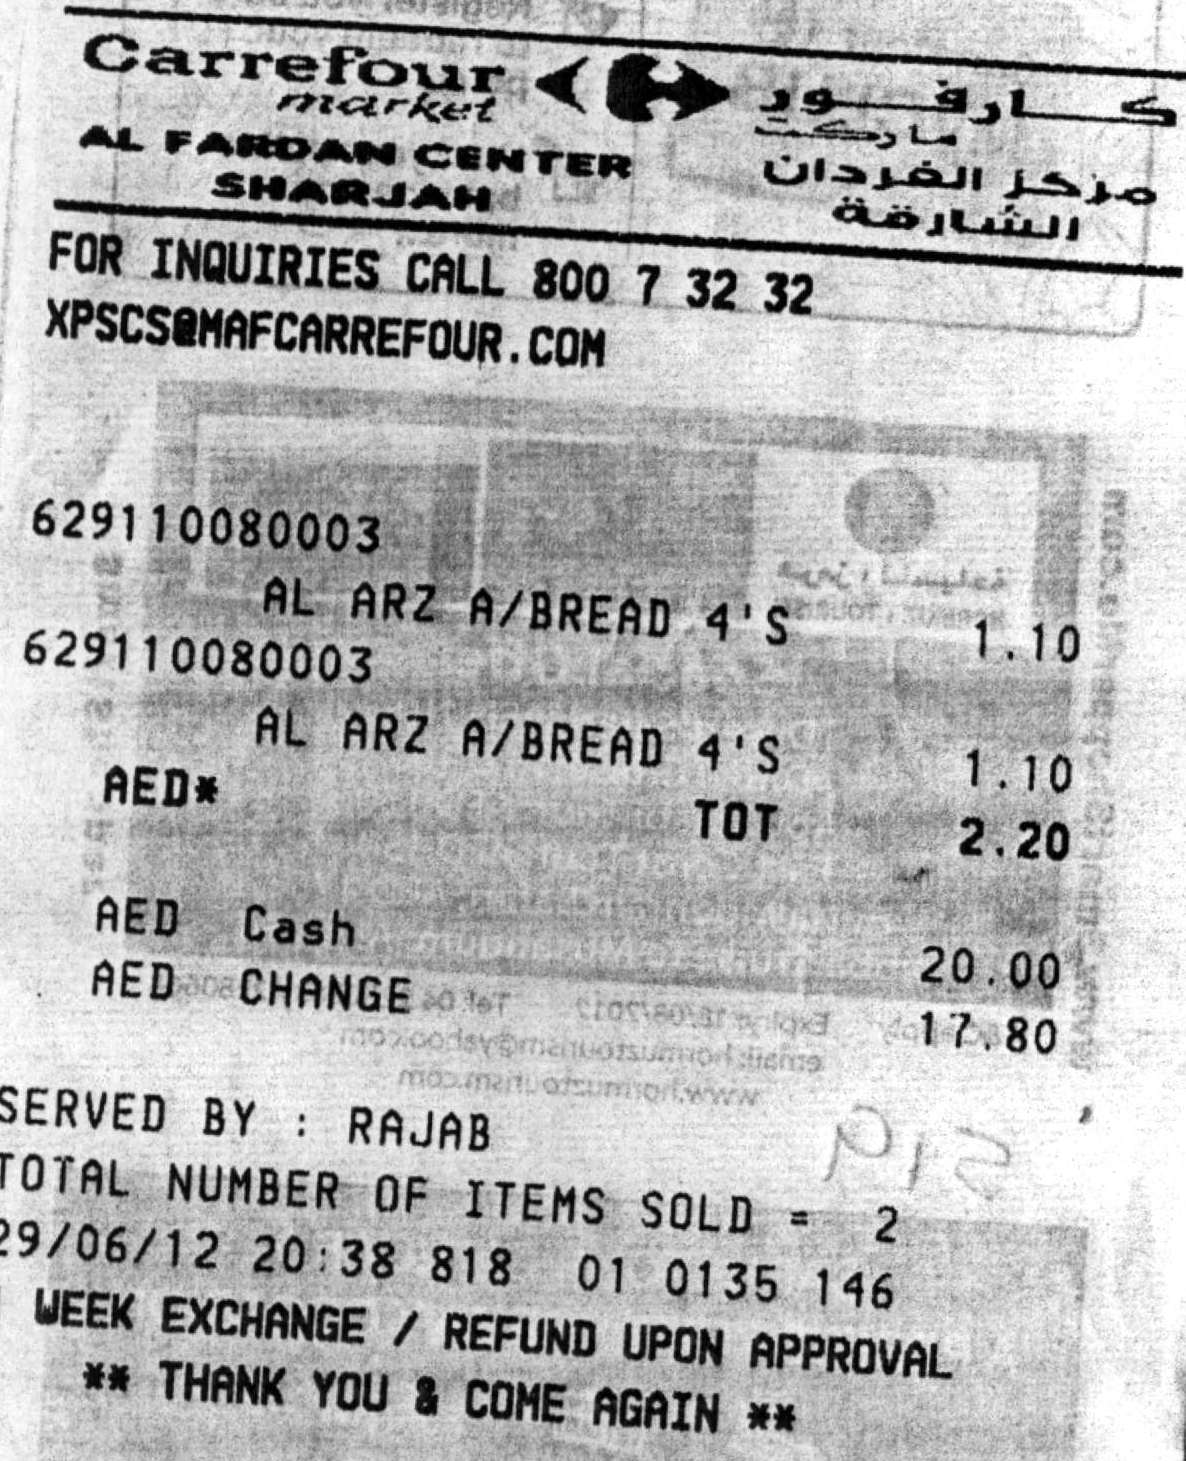 Carrefour كارفور
market ماركت
AL FARDAN CENTER مركز الفردان
SHARJAH الشارقة
FOR INQUIRIES CALL 800 7 32 32
XPSCS@MAFCARREFOUR.COM
629110080003
AL ARZ A/BREAD 4'S 1.10
629110080003
AL ARZ A/BREAD 4'S 1.10
AED* TOT 2.20
AED Cash 20.00
AED CHANGE 17.80
SERVED BY : RAJAB
TOTAL NUMBER OF ITEMS SOLD = 2
29/06/12 20:38 818 01 0135 146
WEEK EXCHANGE / REFUND UPON APPROVAL
** THANK YOU & COME AGAIN **